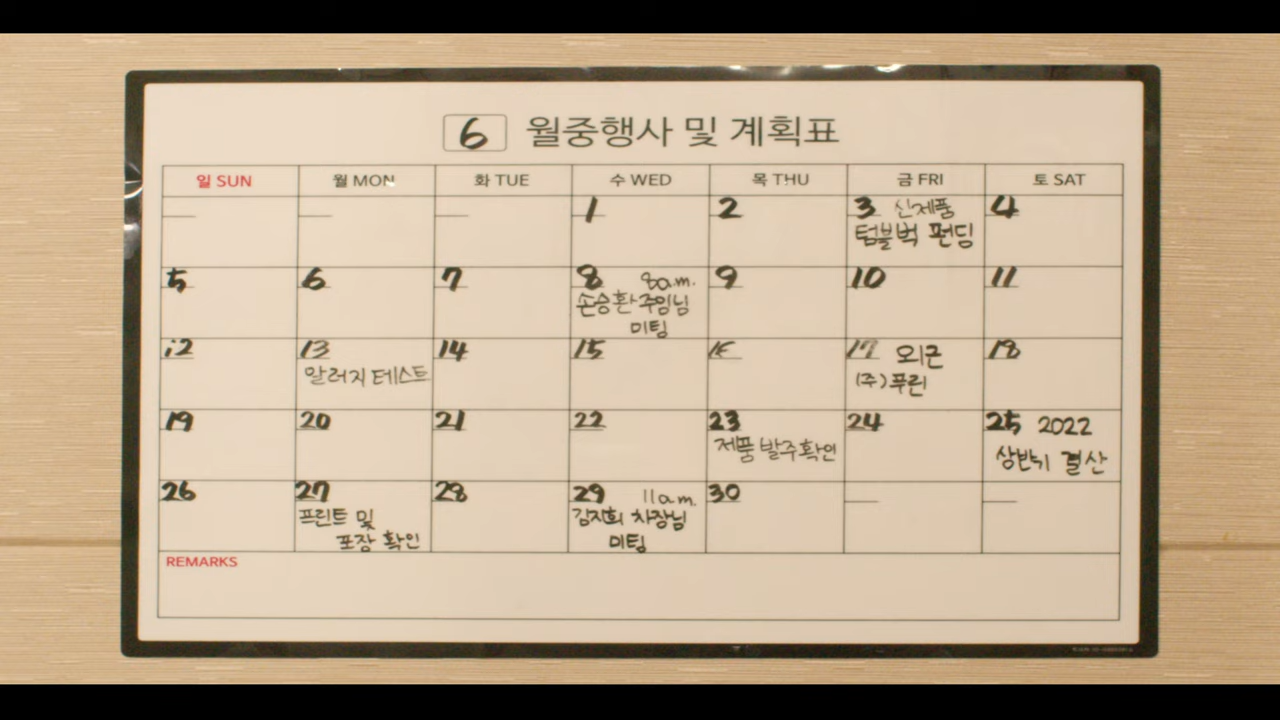 6 월중행사 및 계획표
일 SUN 월 MON 화 TUE 수 WED 목 THU 금 FRI 토 SAT
1 2 3 신제품 4
텀블벅 펀딩
5 6 7 8 8a.m. 9 10 11
손승환 주임님
미팅
12 13 14 15 17 외근 18
알러지 테스트 (주)푸린
19 20 21 22 23 24 25 2022
제품 발주확인 상반기 결산
26 27 28 29 11a.m. 30
프린트 및 김지희 차장님
포장 확인 미팅
REMARKS